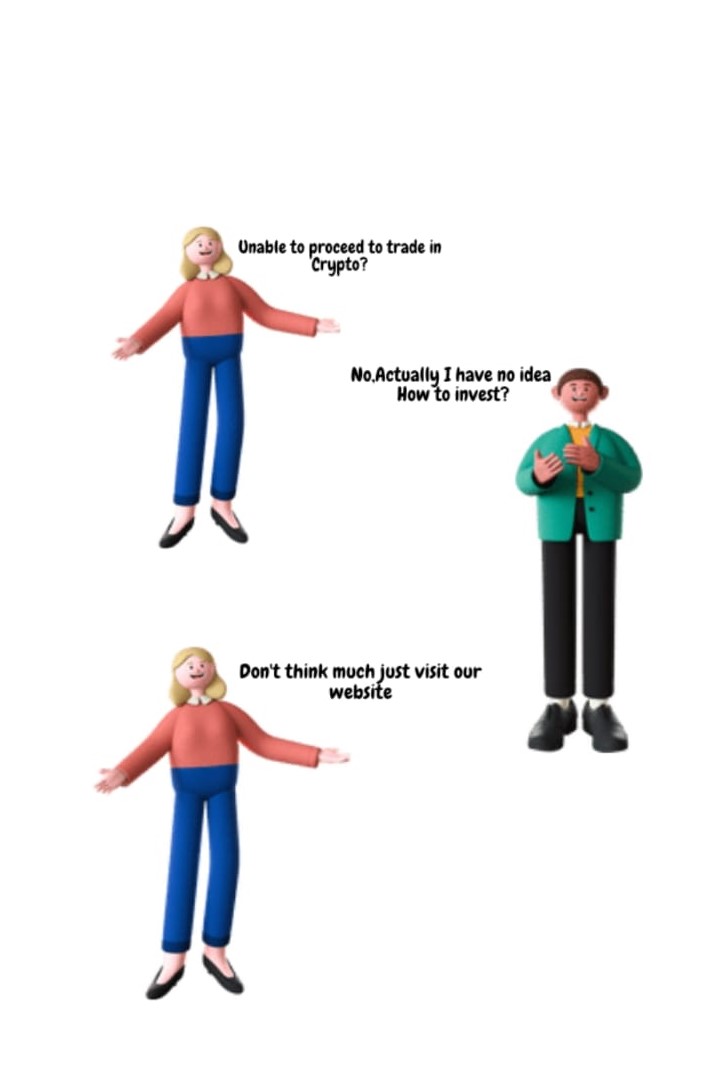 Unable to proceed to trade in
Crypto?
No,Actually I have no idea
How to invest?
Don't think much just visit our
website